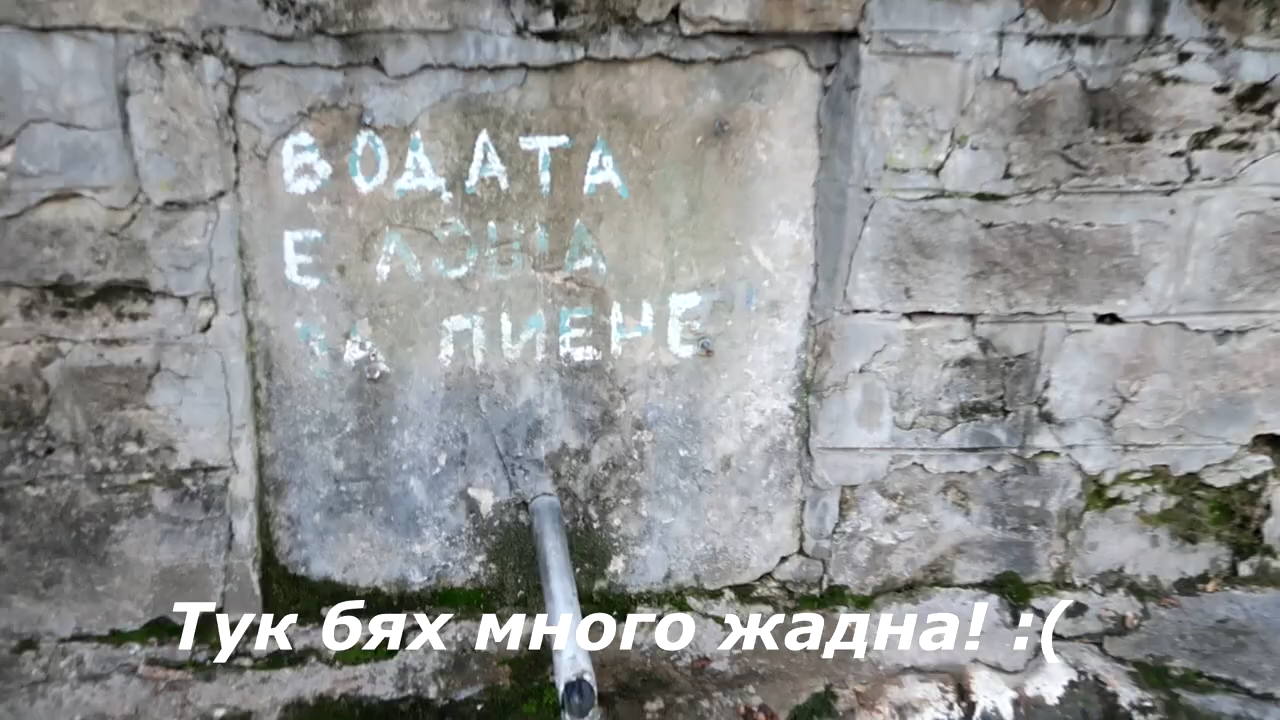 ВОДАТА
Е ЛОША
ЗА ПИЕНЕ
Тук бях много жадна! :(